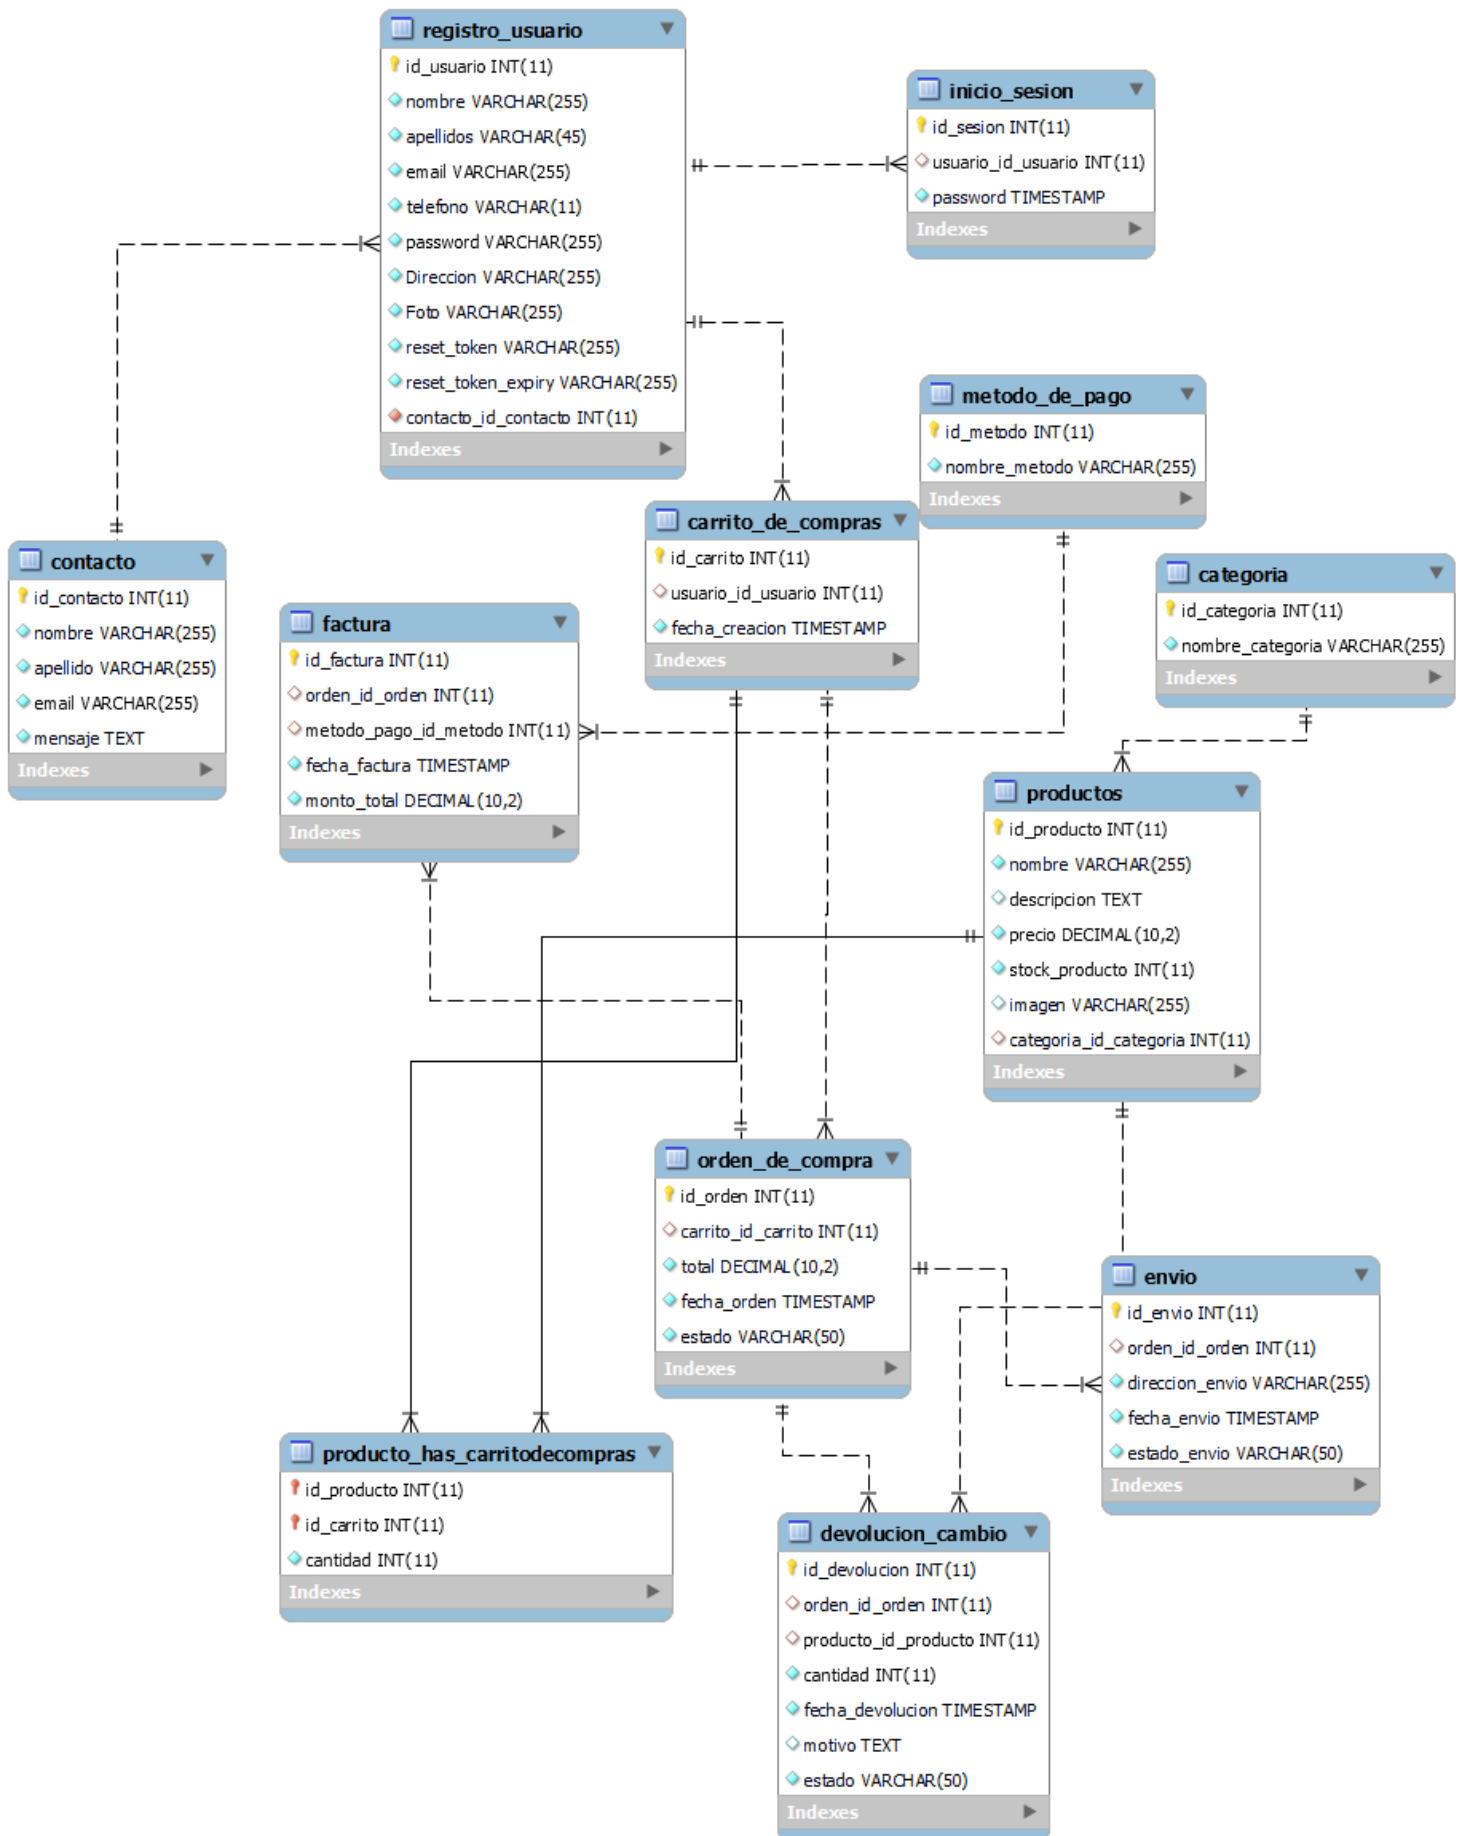 registro_usuario
id_usuario INT(11)
nombre VARCHAR(255)
apellidos VARCHAR(45)
email VARCHAR(255)
telefono VARCHAR(11)
password VARCHAR(255)
Direccion VARCHAR(255)
Foto VARCHAR(255)
reset_token VARCHAR(255)
reset_token_expiry VARCHAR(255)
contacto_id_contacto INT(11)
Indexes
inicio_sesion
id_sesion INT(11)
usuario_id_usuario INT(11)
password TIMESTAMP
Indexes
metodo_de_pago
id_metodo INT(11)
nombre_metodo VARCHAR(255)
Indexes
carrito_de_compras
id_carrito INT(11)
usuario_id_usuario INT(11)
fecha_creacion TIMESTAMP
Indexes
contacto
id_contacto INT(11)
nombre VARCHAR(255)
apellido VARCHAR(255)
email VARCHAR(255)
mensaje TEXT
Indexes
categoria
id_categoria INT(11)
nombre_categoria VARCHAR(255)
Indexes
factura
id_factura INT(11)
orden_id_orden INT(11)
metodo_pago_id_metodo INT(11)
fecha_factura TIMESTAMP
monto_total DECIMAL(10,2)
Indexes
productos
id_producto INT(11)
nombre VARCHAR(255)
descripcion TEXT
precio DECIMAL(10,2)
stock_producto INT(11)
imagen VARCHAR(255)
categoria_id_categoria INT(11)
Indexes
orden_de_compra
id_orden INT(11)
carrito_id_carrito INT(11)
total DECIMAL(10,2)
fecha_orden TIMESTAMP
estado VARCHAR(50)
Indexes
envio
id_envio INT(11)
orden_id_orden INT(11)
direccion_envio VARCHAR(255)
fecha_envio TIMESTAMP
estado_envio VARCHAR(50)
Indexes
producto_has_carritodecompras
id_producto INT(11)
id_carrito INT(11)
cantidad INT(11)
Indexes
devolucion_cambio
id_devolucion INT(11)
orden_id_orden INT(11)
producto_id_producto INT(11)
cantidad INT(11)
fecha_devolucion TIMESTAMP
motivo TEXT
estado VARCHAR(50)
Indexes